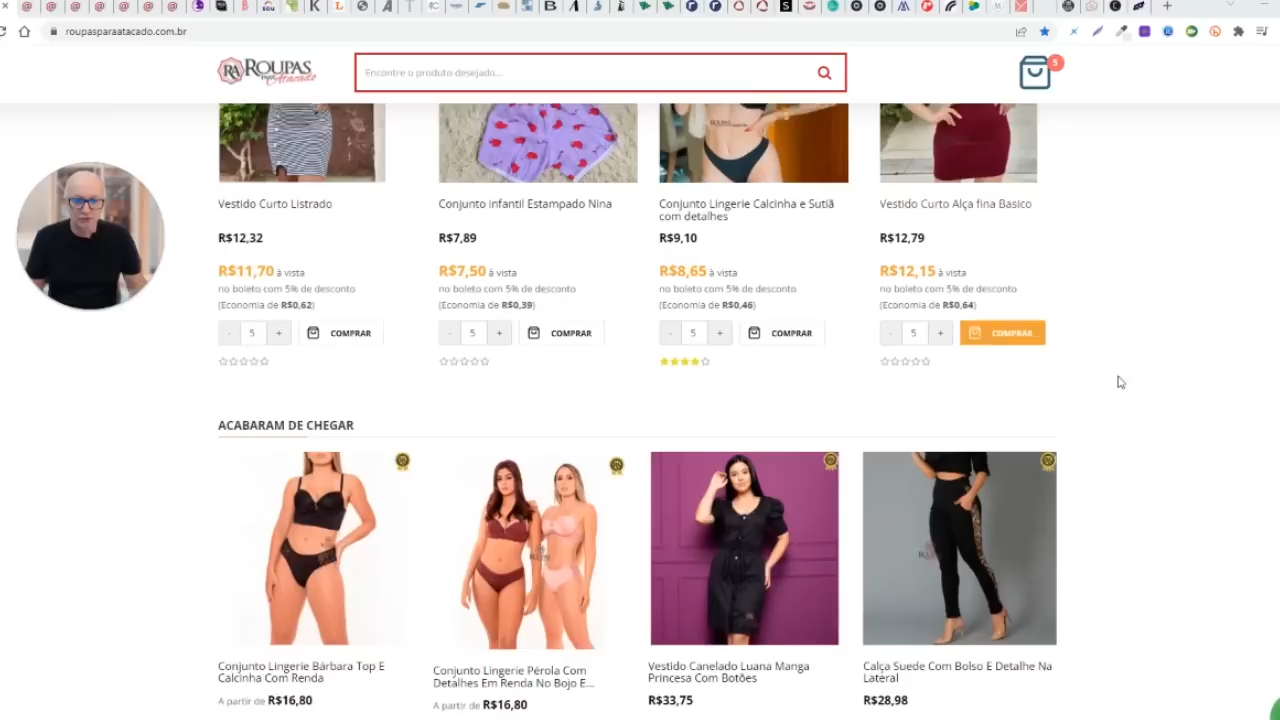 roupasparaatacado.com.br
RA ROUPAS
PARA Atacado
Encontre o produto desejado...
5
Vestido Curto Listrado
R$12,32
R$11,70 à vista
no boleto com 5% de desconto
(Economia de R$0,62)
- 5 + COMPRAR
Conjunto infantil Estampado Nina
R$7,89
R$7,50 à vista
no boleto com 5% de desconto
(Economia de R$0,39)
- 5 + COMPRAR
Conjunto Lingerie Calcinha e Sutiã
com detalhes
R$9,10
R$8,65 à vista
no boleto com 5% de desconto
(Economia de R$0,46)
- 5 + COMPRAR
Vestido Curto Alça fina Basico
R$12,79
R$12,15 à vista
no boleto com 5% de desconto
(Economia de R$0,64)
- 5 + COMPRAR
ACABARAM DE CHEGAR
Conjunto Lingerie Bárbara Top E
Calcinha Com Renda
A partir de R$16,80
Conjunto Lingerie Pérola Com
Detalhes Em Renda No Bojo E...
A partir de R$16,80
Vestido Canelado Luana Manga
Princesa Com Botões
R$33,75
Calça Suede Com Bolso E Detalhe Na
Lateral
R$28,98